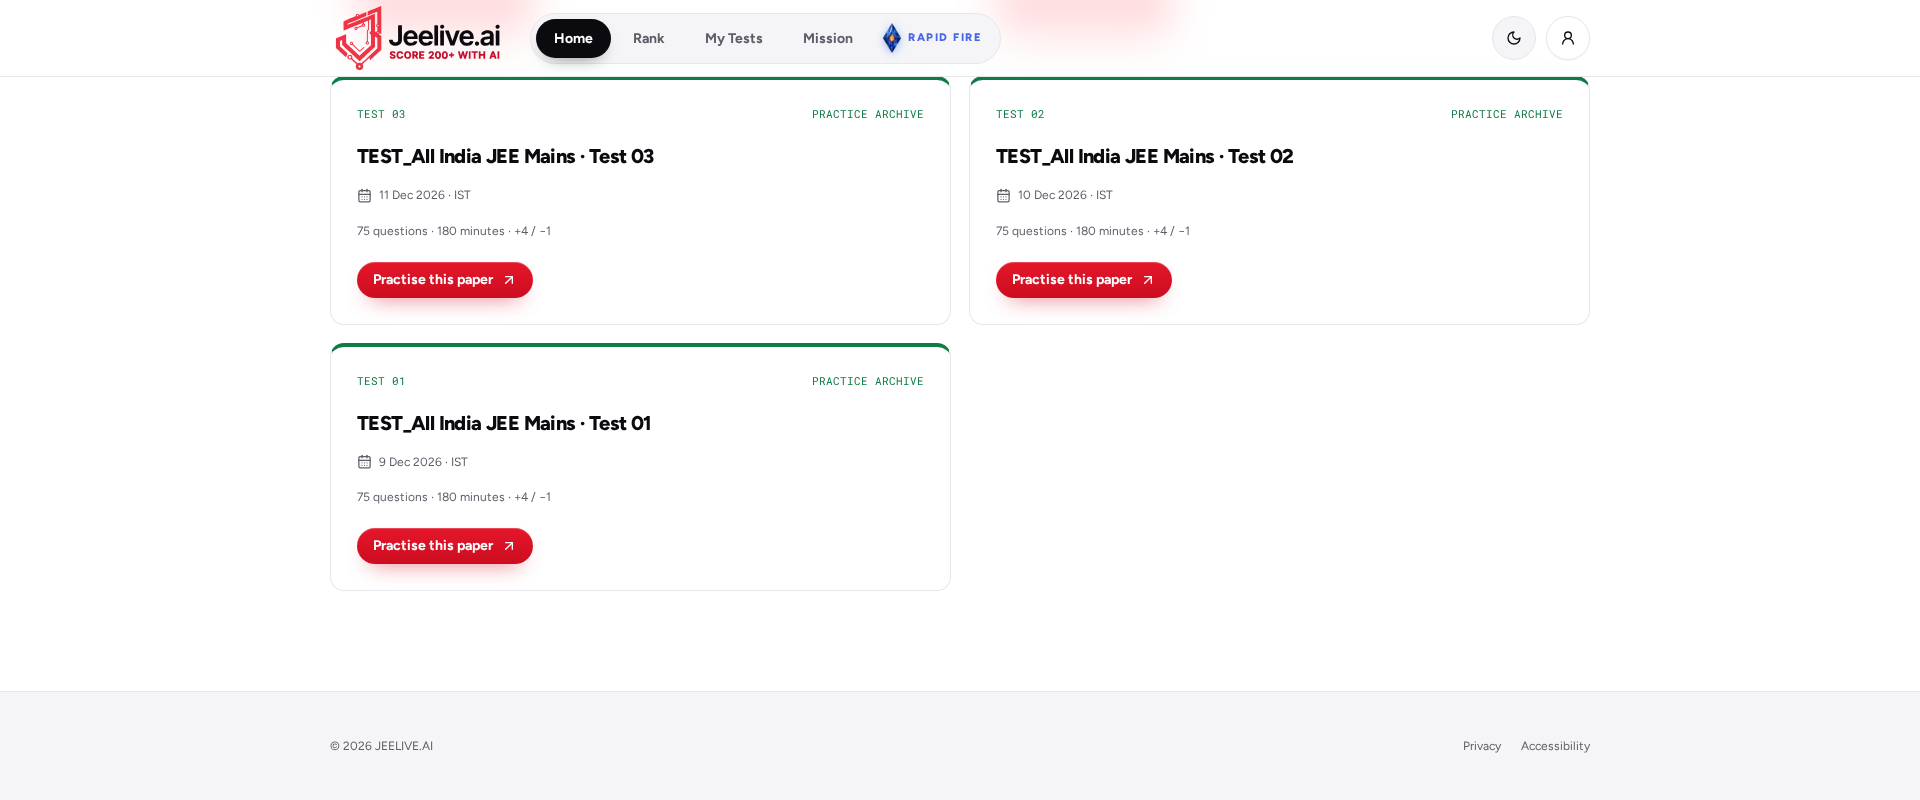 Jeelive.ai
SCORE 200+ WITH AI
Home
Rank
My Tests
Mission
RAPID FIRE
TEST 03
PRACTICE ARCHIVE
TEST_All India JEE Mains · Test 03
11 Dec 2026 · IST
75 questions · 180 minutes · +4 / −1
Practise this paper
TEST 02
PRACTICE ARCHIVE
TEST_All India JEE Mains · Test 02
10 Dec 2026 · IST
75 questions · 180 minutes · +4 / −1
Practise this paper
TEST 01
PRACTICE ARCHIVE
TEST_All India JEE Mains · Test 01
9 Dec 2026 · IST
75 questions · 180 minutes · +4 / −1
Practise this paper
© 2026 JEELIVE.AI
Privacy
Accessibility